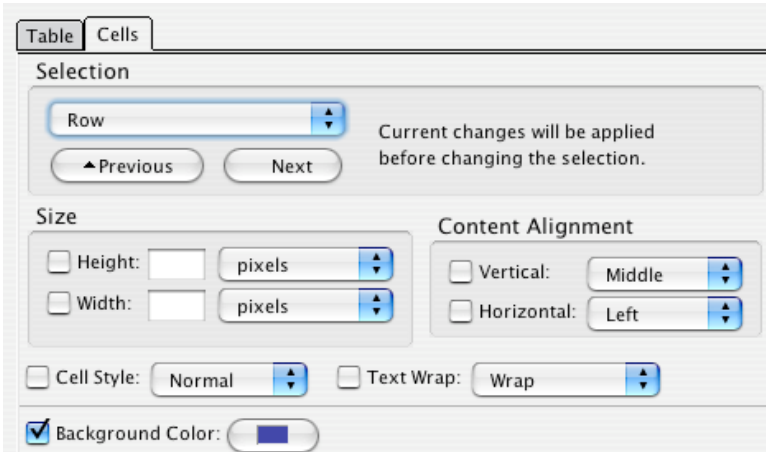 Table Cells
Selection
Row
Current changes will be applied
before changing the selection.
Previous Next
Size
Height: pixels
Width: pixels
Content Alignment
Vertical: Middle
Horizontal: Left
Cell Style: Normal Text Wrap: Wrap
Background Color: